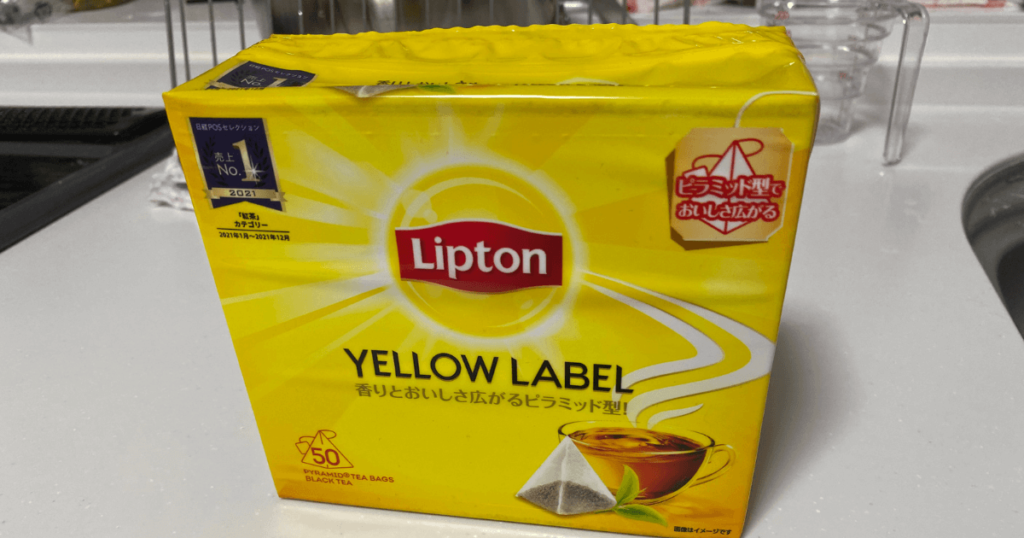 日経POSセレクション
売上
No.1
2021
「紅茶」
カテゴリー
2021年1月～2021年12月
ピラミッド型で
おいしさ広がる
Lipton
YELLOW LABEL
香りとおいしさ広がるピラミッド型!
50
PYRAMID®TEA BAGS
BLACK TEA
画像はイメージです